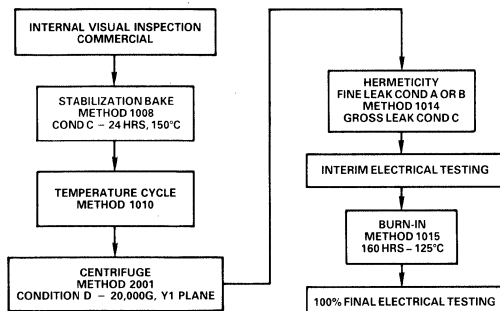 INTERNAL VISUAL INSPECTION
COMMERCIAL
STABILIZATION BAKE
METHOD 1008
COND C – 24 HRS, 150°C
TEMPERATURE CYCLE
METHOD 1010
CENTRIFUGE
METHOD 2001
CONDITION D – 20,000G, Y1 PLANE
HERMETICITY
FINE LEAK COND A OR B
METHOD 1014
GROSS LEAK COND C
INTERIM ELECTRICAL TESTING
BURN-IN
METHOD 1015
160 HRS – 125°C
100% FINAL ELECTRICAL TESTING